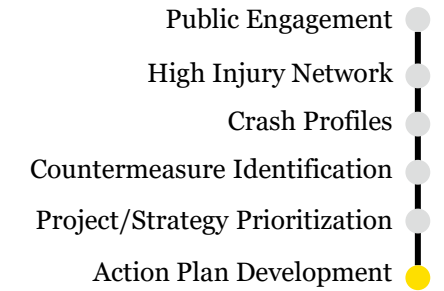 Public Engagement
High Injury Network
Crash Profiles
Countermeasure Identification
Project/Strategy Prioritization
Action Plan Development